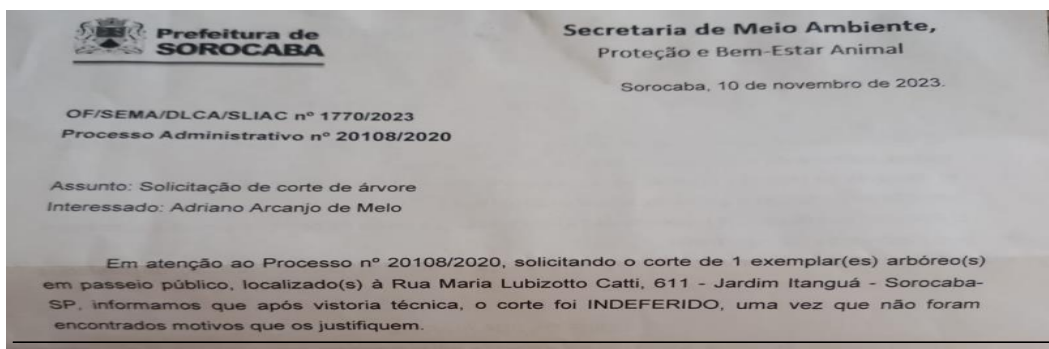 Prefeitura de
SOROCABA
Secretaria de Meio Ambiente,
Proteção e Bem-Estar Animal
Sorocaba, 10 de novembro de 2023.
OF/SEMA/DLCA/SLIAC nº 1770/2023
Processo Administrativo nº 20108/2020
Assunto: Solicitação de corte de árvore
Interessado: Adriano Arcanjo de Melo
Em atenção ao Processo nº 20108/2020, solicitando o corte de 1 exemplar(es) arbóreo(s)
em passeio público, localizado(s) à Rua Maria Lubizotto Catti, 611 - Jardim Itanguá - Sorocaba-
SP, informamos que após vistoria técnica, o corte foi INDEFERIDO, uma vez que não foram
encontrados motivos que os justifiquem.